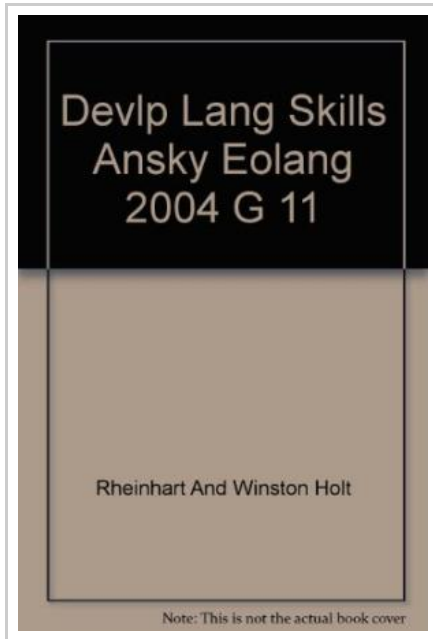 Devlp Lang Skills
Ansky Eolang
2004 G 11
Rheinhart And Winston Holt
Note: This is not the actual book cover